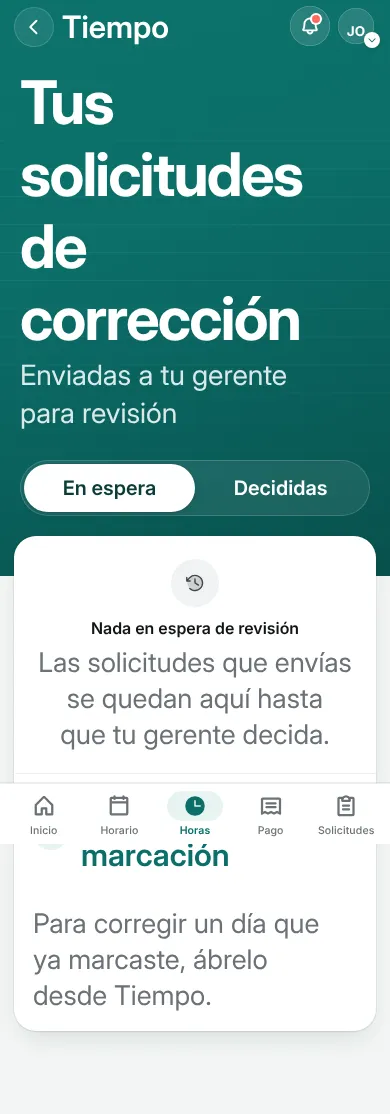 Tiempo
JO
Tus
solicitudes
de
corrección
Enviadas a tu gerente
para revisión
En espera
Decididas
Nada en espera de revisión
Las solicitudes que envías
se quedan aquí hasta
que tu gerente decida.
Inicio
Horario
Horas
Pago
Solicitudes
marcación
Para corregir un día que
ya marcaste, ábrelo
desde Tiempo.